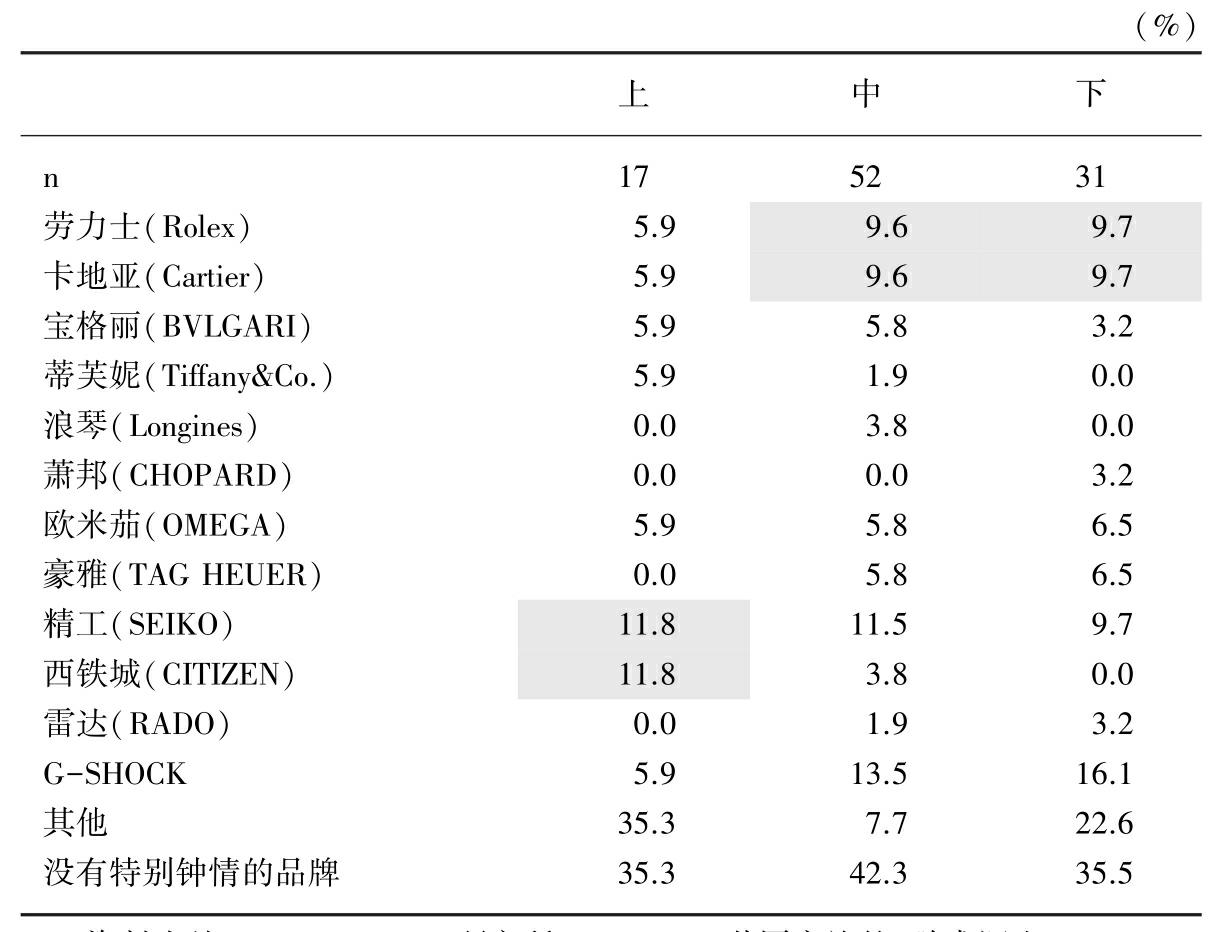 (%)
上 中 下
n 17 52 31
劳力士(Rolex) 5.9 9.6 9.7
卡地亚(Cartier) 5.9 9.6 9.7
宝格丽(BVLGARI) 5.9 5.8 3.2
蒂芙妮(Tiffany&Co.) 5.9 1.9 0.0
浪琴(Longines) 0.0 3.8 0.0
萧邦(CHOPARD) 0.0 0.0 3.2
欧米茄(OMEGA) 5.9 5.8 6.5
豪雅(TAG HEUER) 0.0 5.8 6.5
精工(SEIKO) 11.8 11.5 9.7
西铁城(CITIZEN) 11.8 3.8 0.0
雷达(RADO) 0.0 1.9 3.2
G-SHOCK 5.9 13.5 16.1
其他 35.3 7.7 22.6
没有特别钟情的品牌 35.3 42.3 35.5